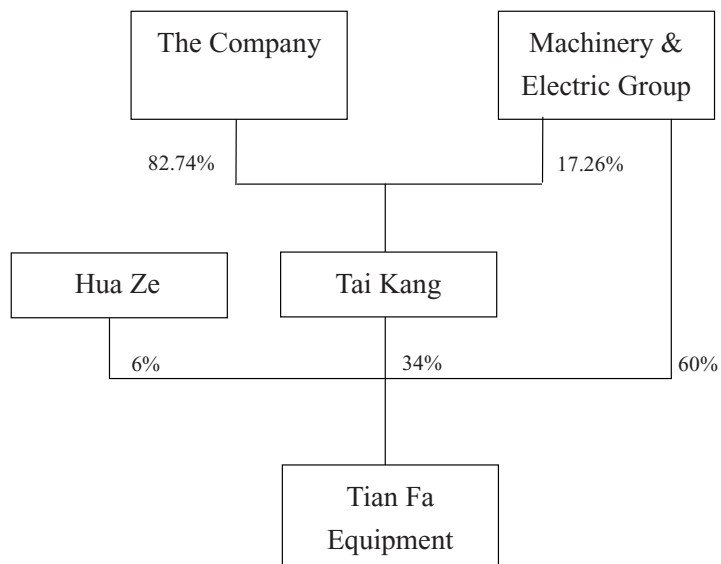 The Company
Machinery &
Electric Group
82.74%
17.26%
Hua Ze
Tai Kang
6%
34%
60%
Tian Fa
Equipment